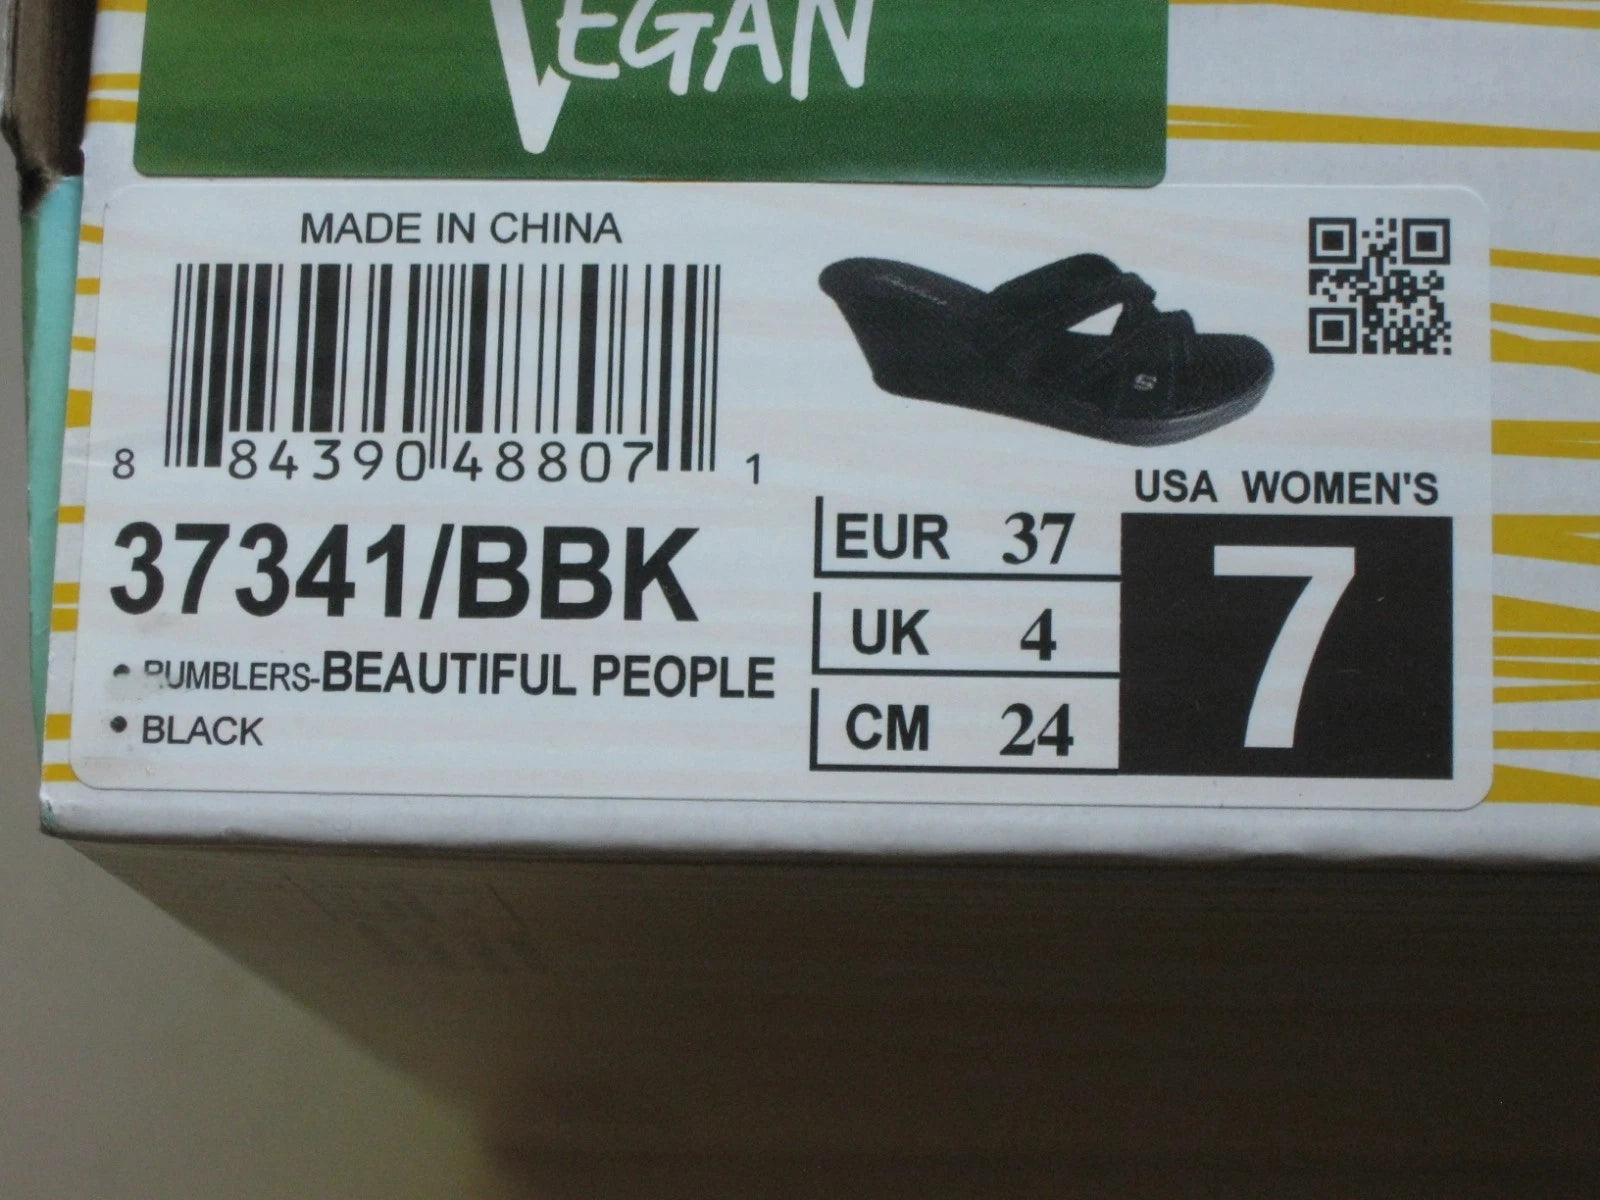 VEGAN
MADE IN CHINA
8 84390 48807 1
37341/BBK
• RUMBLERS-BEAUTIFUL PEOPLE
• BLACK
USA WOMEN'S
7
EUR 37
UK 4
CM 24
S